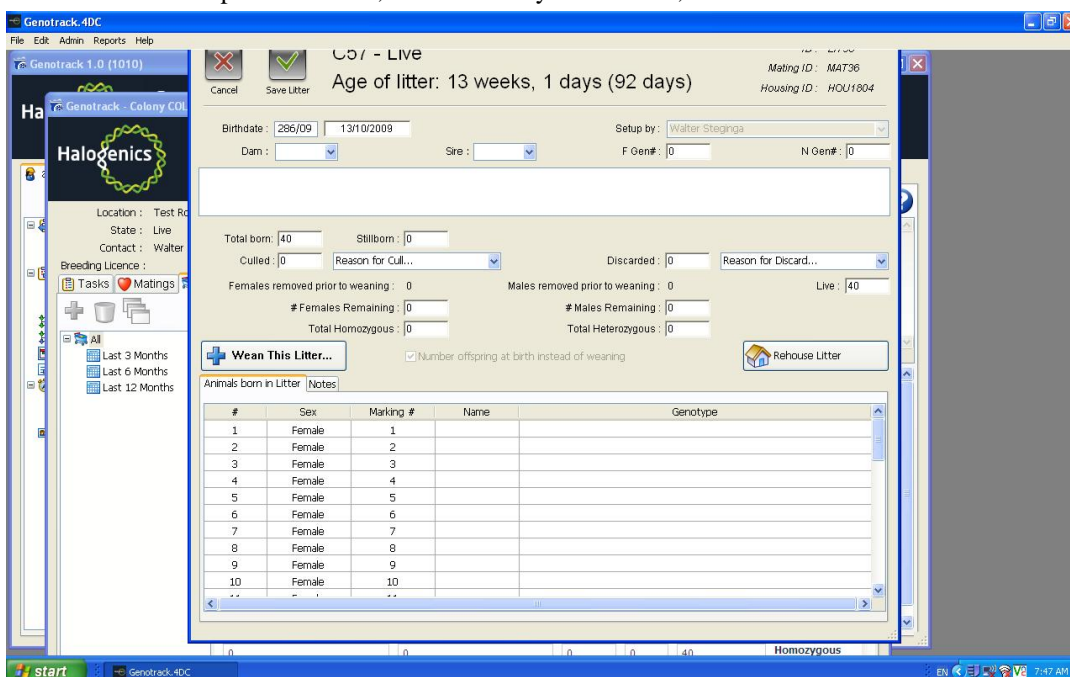 Genotrack.4DC
File Edit Admin Reports Help
Genotrack 1.0 (1010)
Ha
Genotrack - Colony COL
Halogenics
Location : Test Ro
State : Live
Contact : Walter
Breeding Licence :
Tasks Matings
All
Last 3 Months
Last 6 Months
Last 12 Months
Cancel
Save Litter
C57 - Live
Age of litter: 13 weeks, 1 days (92 days)
Mating ID : MAT36
Housing ID : HOU1804
Birthdate : 286/09 13/10/2009 Setup by : Walter Steginga
Dam : Sire : F Gen# : 0 N Gen# : 0
Total born: 40 Stillborn : 0
Culled : 0 Reason for Cull... Discarded : 0 Reason for Discard...
Females removed prior to weaning : 0 Males removed prior to weaning : 0 Live : 40
# Females Remaining : 0 # Males Remaining : 0
Total Homozygous : 0 Total Heterozygous : 0
Wean This Litter... Number offspring at birth instead of weaning Rehouse Litter
Animals born in Litter Notes
# Sex Marking # Name Genotype
1 Female 1
2 Female 2
3 Female 3
4 Female 4
5 Female 5
6 Female 6
7 Female 7
8 Female 8
9 Female 9
10 Female 10
0 0 0 0 40 Homozygous
start Genotrack.4DC EN 7:47 AM